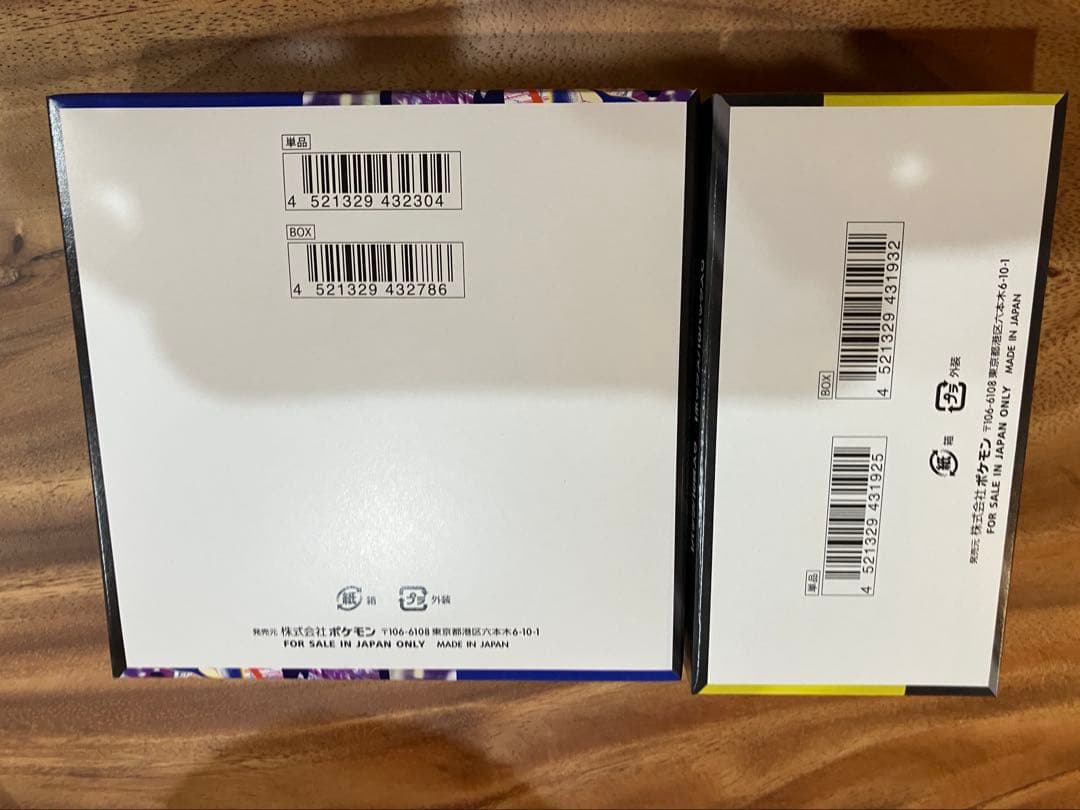 単品
4 521329 432304
BOX
4 521329 432786
紙 箱 プラ 外装
発売元 株式会社ポケモン 〒106-6108 東京都港区六本木6-10-1
FOR SALE IN JAPAN ONLY MADE IN JAPAN
単品
4 521329 431925
BOX
4 521329 431932
紙 箱 プラ 外装
発売元 株式会社ポケモン 〒106-6108 東京都港区六本木6-10-1
FOR SALE IN JAPAN ONLY MADE IN JAPAN